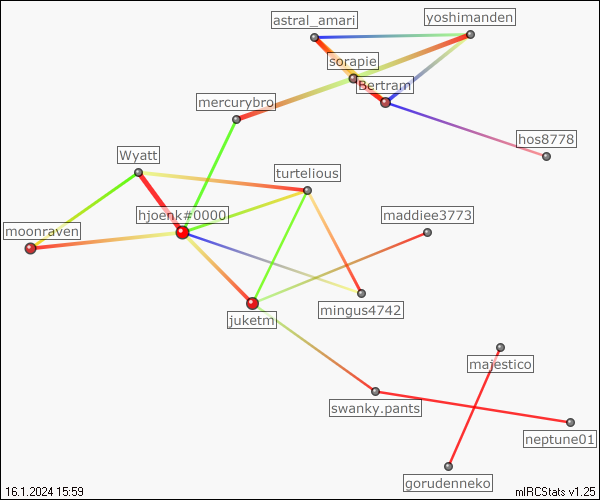 astral_amari
yoshimanden
sorapie
Bertram
mercurybro
hos8778
Wyatt
turtelious
hjoenk#0000
maddiee3773
moonraven
mingus4742
juketm
majestico
swanky.pants
neptune01
gorudenneko
16.1.2024 15:59
mIRCStats v1.25